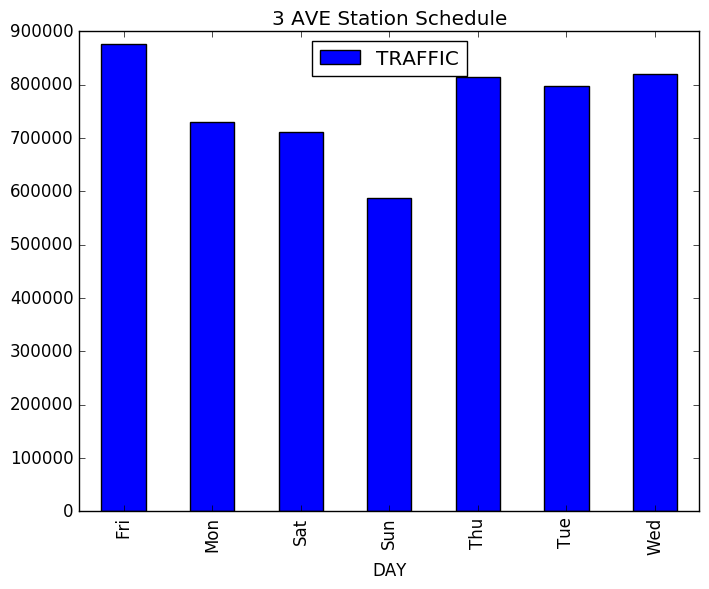 3 AVE Station Schedule
TRAFFIC
900000
800000
700000
600000
500000
400000
300000
200000
100000
0
Fri
Mon
Sat
Sun
Thu
Tue
Wed
DAY